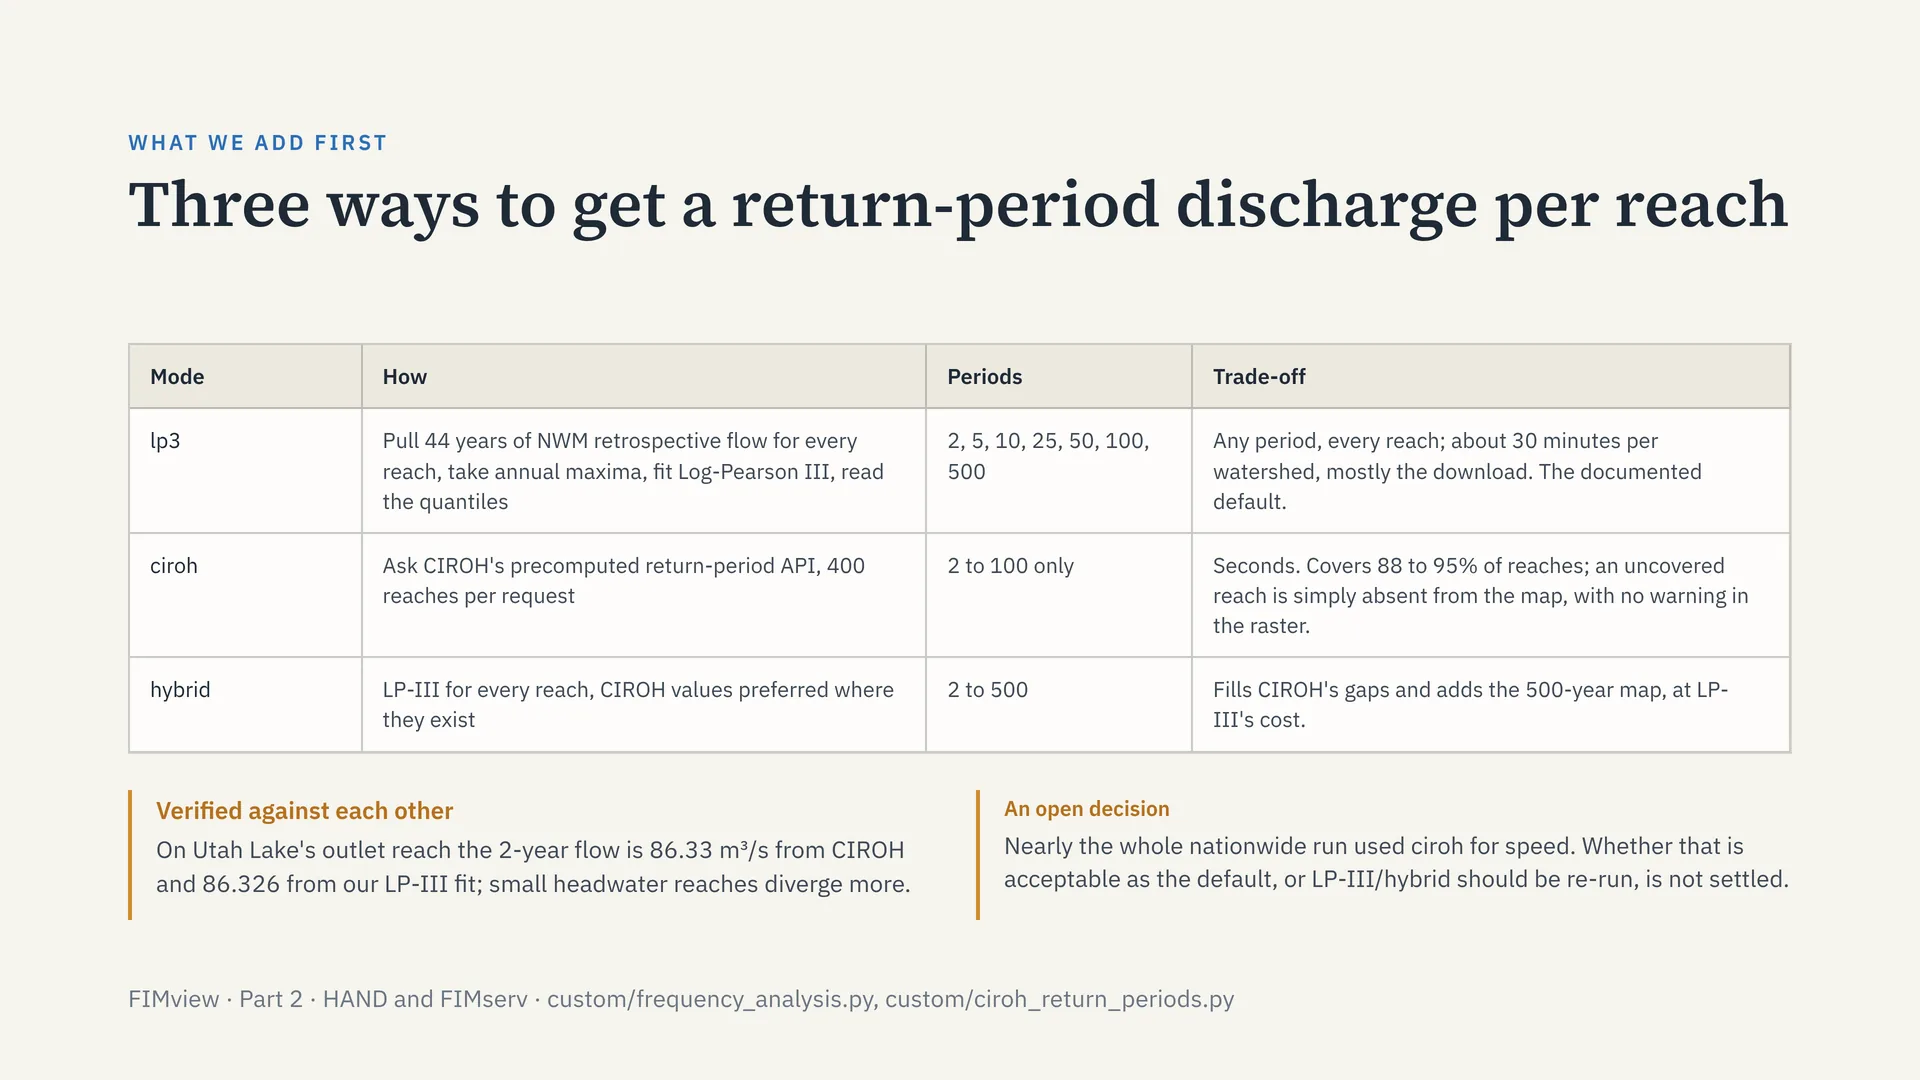 WHAT WE ADD FIRST
Three ways to get a return-period discharge per reach
Mode
How
Periods
Trade-off
lp3
Pull 44 years of NWM retrospective flow for every
reach, take annual maxima, fit Log-Pearson III, read
the quantiles
2, 5, 10, 25, 50, 100,
500
Any period, every reach; about 30 minutes per
watershed, mostly the download. The documented
default.
ciroh
Ask CIROH's precomputed return-period API, 400
reaches per request
2 to 100 only
Seconds. Covers 88 to 95% of reaches; an uncovered
reach is simply absent from the map, with no warning in
the raster.
hybrid
LP-III for every reach, CIROH values preferred where
they exist
2 to 500
Fills CIROH's gaps and adds the 500-year map, at LP-
III's cost.
Verified against each other
On Utah Lake's outlet reach the 2-year flow is 86.33 m³/s from CIROH
and 86.326 from our LP-III fit; small headwater reaches diverge more.
An open decision
Nearly the whole nationwide run used ciroh for speed. Whether that is
acceptable as the default, or LP-III/hybrid should be re-run, is not settled.
FIMview · Part 2 · HAND and FIMserv · custom/frequency_analysis.py, custom/ciroh_return_periods.py